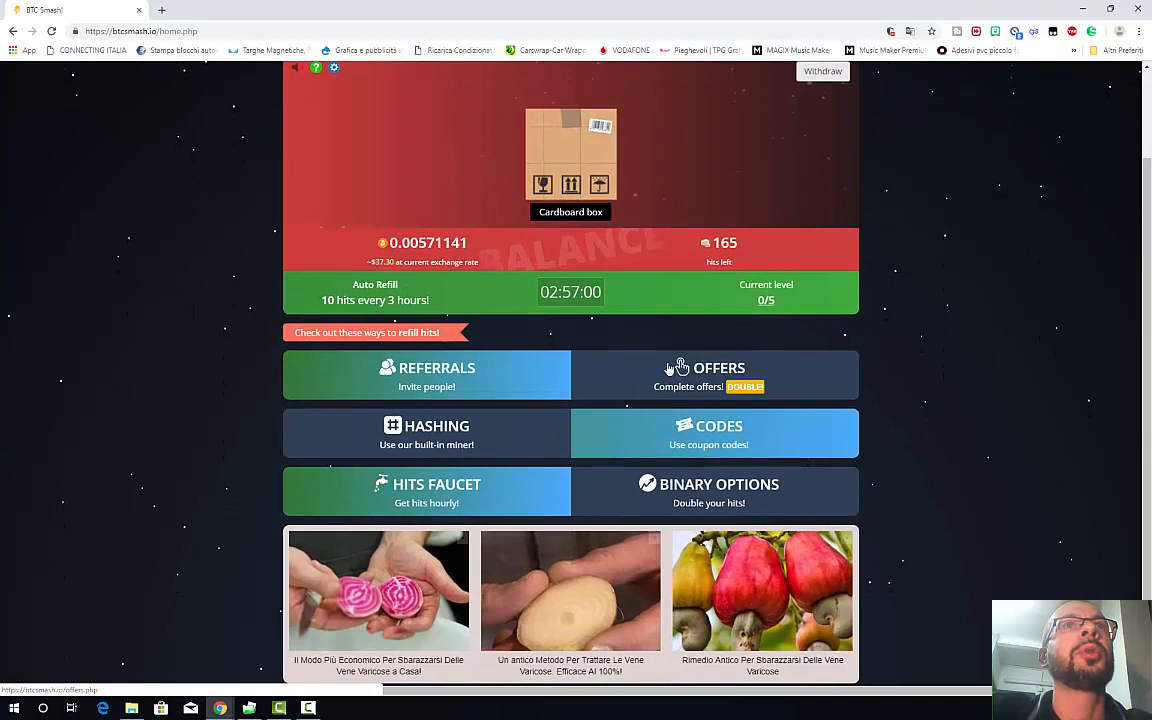 BTC Smash!
https://btcsmash.io/home.php
App
CONNECTING ITALIA
Stampa blocchi auto
Targhe Magnetiche,
Grafica e pubblicità s
Ricarica Condizionat
Carswrap-Car Wrapp
VODAFONE
Pieghevoli | TPG Graf
MAGIX Music Maker
Music Maker Premiu
Adesivi pvc piccolo f
Altri Preferiti
Withdraw
Cardboard box
BALANCE
0.00571141
165
~$37.30 at current exchange rate
hits left
Auto Refill
10 hits every 3 hours!
02:57:00
Current level
0/5
Check out these ways to refill hits!
REFERRALS
Invite people!
OFFERS
Complete offers! DOUBLE!
HASHING
Use our built-in miner!
CODES
Use coupon codes!
HITS FAUCET
Get hits hourly!
BINARY OPTIONS
Double your hits!
Il Modo Più Economico Per Sbarazzarsi Delle
Vene Varicose a Casa!
Un antico Metodo Per Trattare Le Vene
Varicose. Efficace Al 100%!
Rimedio Antico Per Sbarazzarsi Delle Vene
Varicose
https://btcsmash.io/offers.php